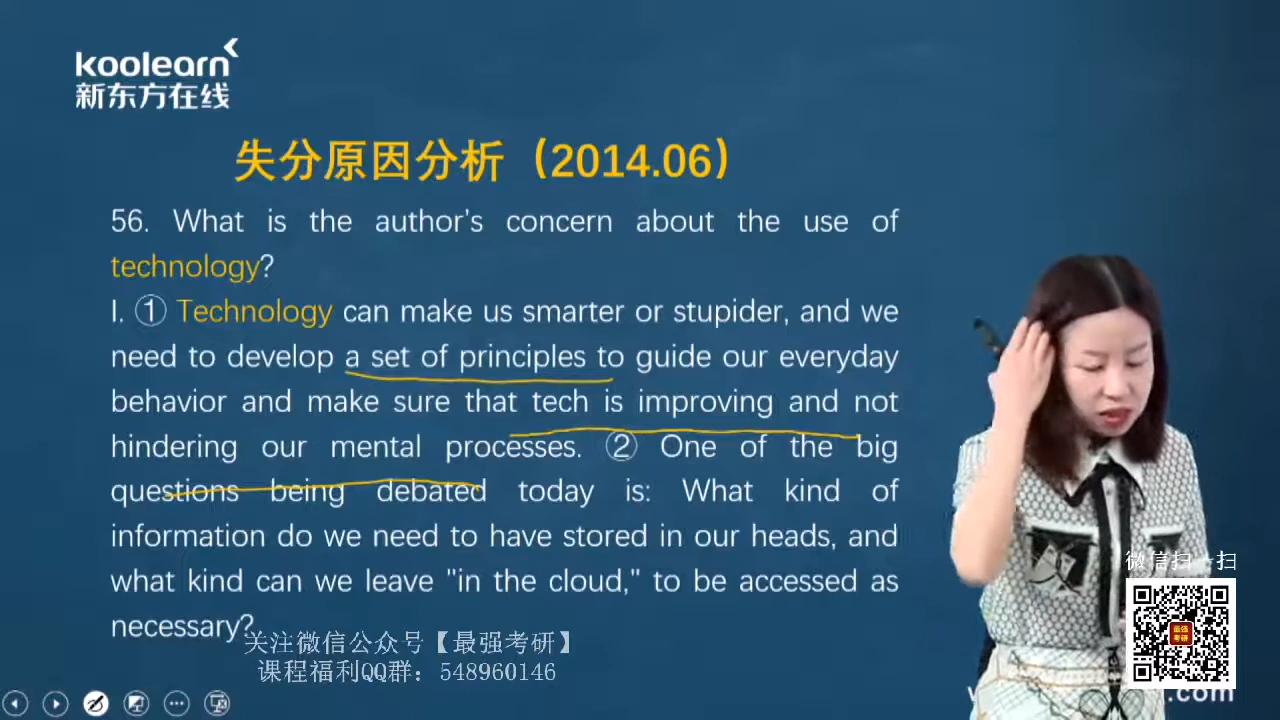 koolearn
新东方在线
失分原因分析（2014.06）
56. What is the author's concern about the use of
technology?
I. ① Technology can make us smarter or stupider, and we
need to develop a set of principles to guide our everyday
behavior and make sure that tech is improving and not
hindering our mental processes. ② One of the big
questions being debated today is: What kind of
information do we need to have stored in our heads, and
what kind can we leave "in the cloud," to be accessed as
necessary?
关注微信公众号【最强考研】
课程福利QQ群：548960146
微信扫一扫
最强
考研
.com